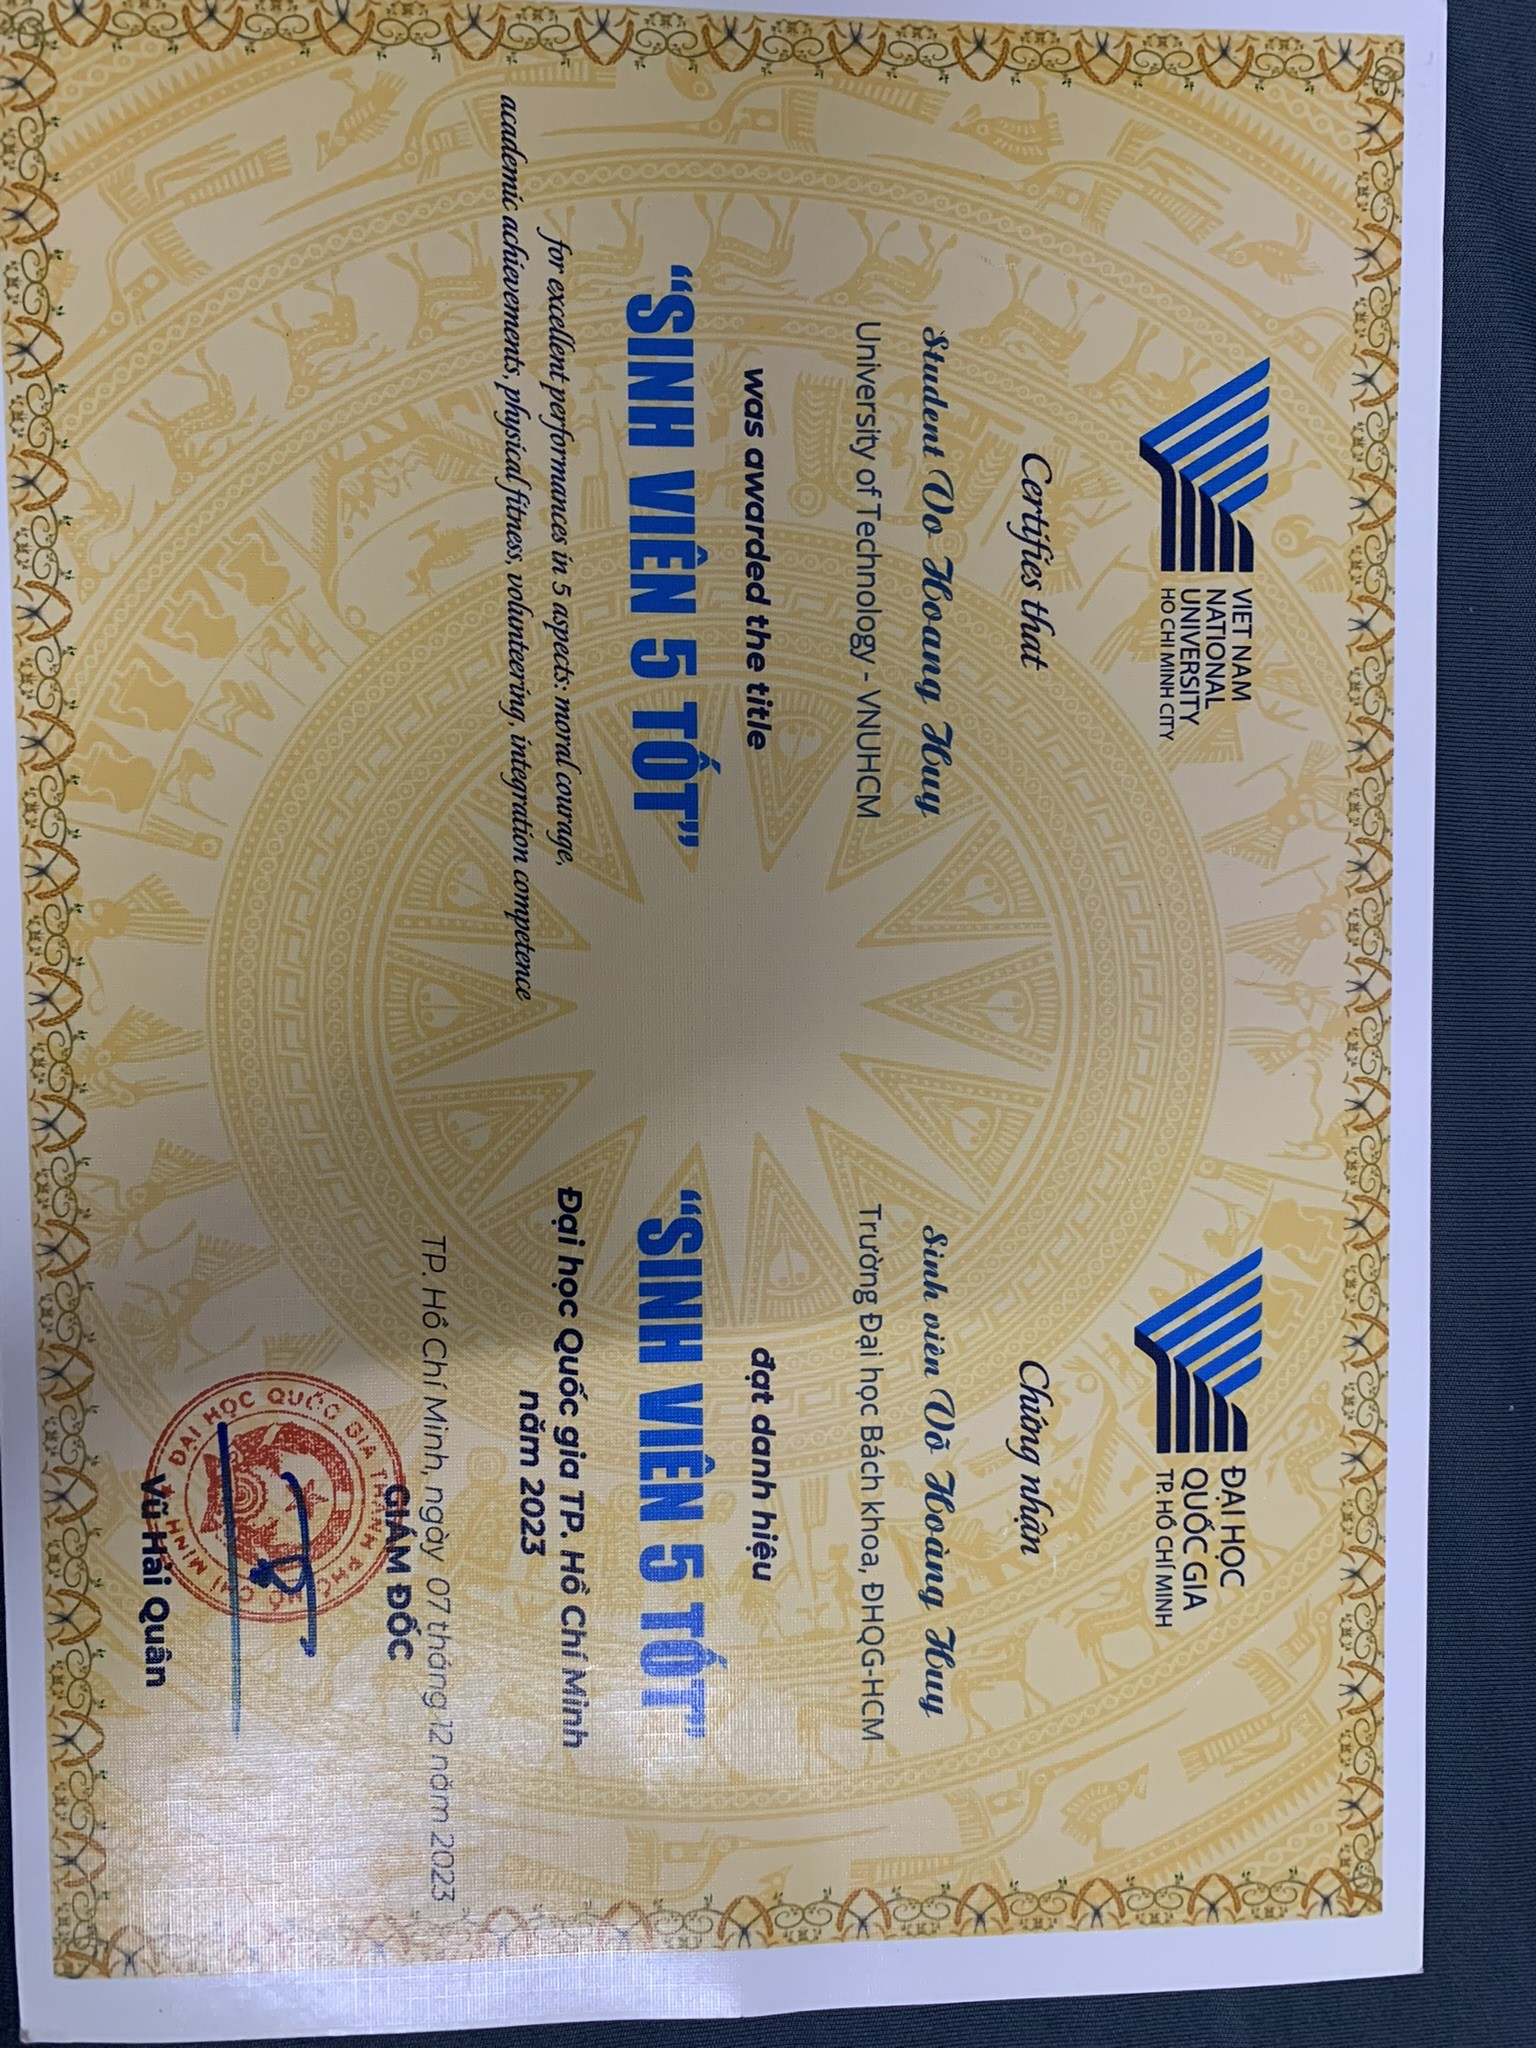 VIET NAM
NATIONAL
UNIVERSITY
HO CHI MINH CITY
Certifies that
Student Vo Hoang Huy
University of Technology - VNUHCM
was awarded the title
“SINH VIÊN 5 TỐT”
for excellent performances in 5 aspects: moral courage,
academic achievements, physical fitness, volunteering, integration competence
ĐẠI HỌC
QUỐC GIA
TP. HỒ CHÍ MINH
Chứng nhận
Sinh viên Võ Hoàng Huy
Trường Đại học Bách khoa, ĐHQG-HCM
đạt danh hiệu
“SINH VIÊN 5 TỐT”
Đại học Quốc gia TP. Hồ Chí Minh
năm 2023
TP. Hồ Chí Minh, ngày 07 tháng 12 năm 2023
GIÁM ĐỐC
ĐẠI HỌC QUỐC GIA THÀNH PHỐ HỒ CHÍ MINH
Vũ Hải Quân